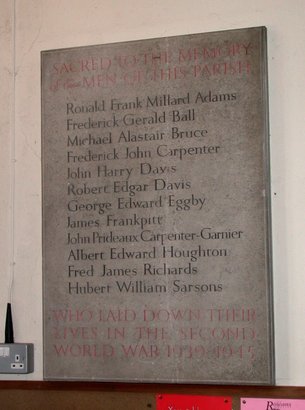 SACRED TO THE MEMORY
of the MEN OF THIS PARISH
Ronald Frank Millard Adams
Frederick Gerald Ball
Michael Alastair Bruce
Frederick John Carpenter
John Harry Davis
Robert Edgar Davis
George Edward Eggby
James Frankpitt
John Prideaux Carpenter-Garnier
Albert Edward Houghton
Fred James Richards
Hubert William Sarsons
WHO LAID DOWN THEIR
LIVES IN THE SECOND
WORLD WAR 1939-1945